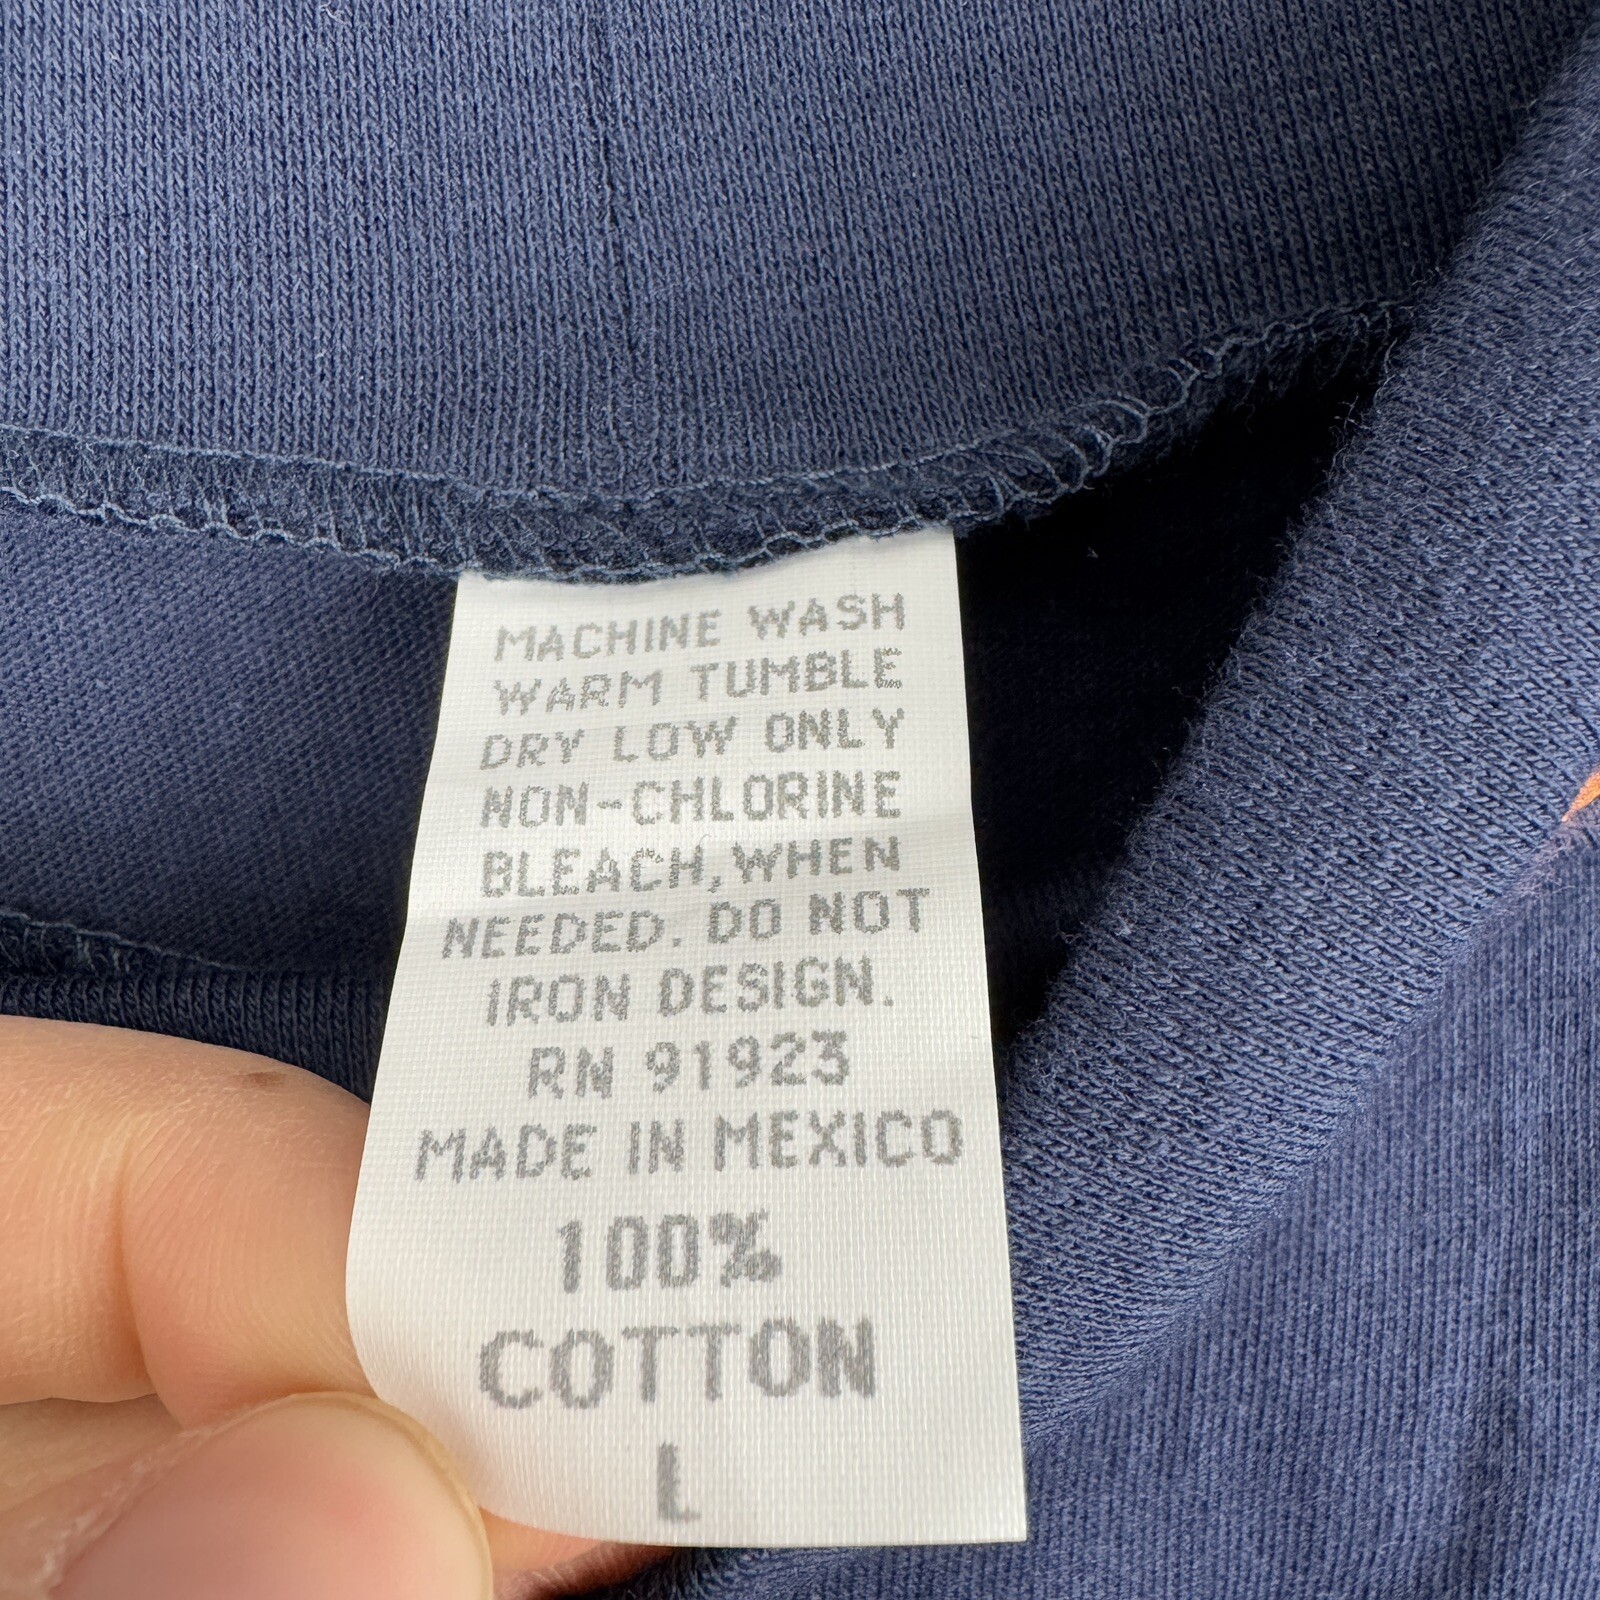 MACHINE WASH
WARM TUMBLE
DRY LOW ONLY
NON-CHLORINE
BLEACH, WHEN
NEEDED. DO NOT
IRON DESIGN.
RN 91923
MADE IN MEXICO
100%
COTTON
L